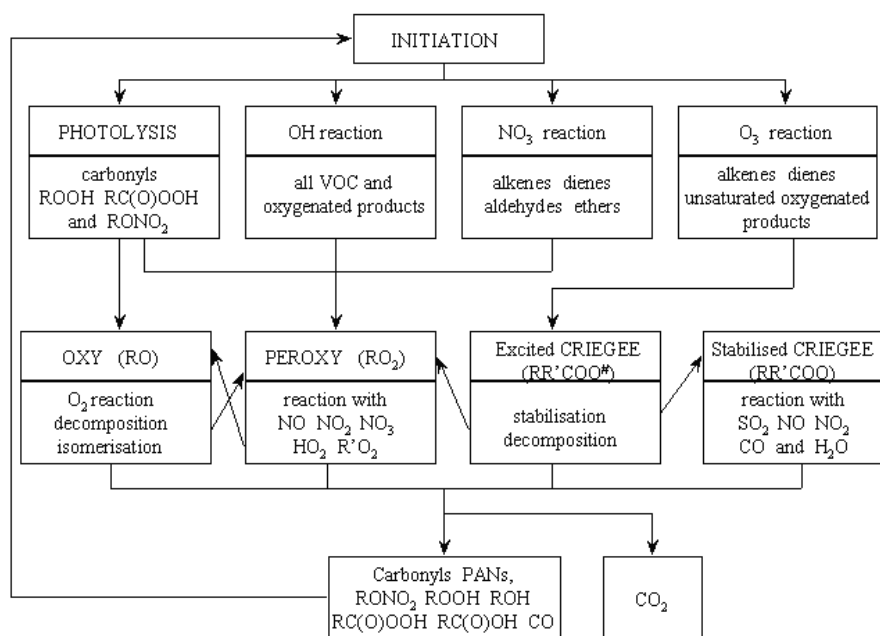 INITIATION
PHOTOLYSIS
carbonyls
ROOH RC(O)OOH
and RONO₂
OH reaction
all VOC and
oxygenated products
NO₃ reaction
alkenes dienes
aldehydes ethers
O₃ reaction
alkenes dienes
unsaturated oxygenated
products
OXY (RO)
O₂ reaction
decomposition
isomerisation
PEROXY (RO₂)
reaction with
NO NO₂ NO₃
HO₂ R'O₂
Excited CRIEGEE
(RR'COO#)
stabilisation
decomposition
Stabilised CRIEGEE
(RR'COO)
reaction with
SO₂ NO NO₂
CO and H₂O
Carbonyls PANs,
RONO₂ ROOH ROH
RC(O)OOH RC(O)OH CO
CO₂